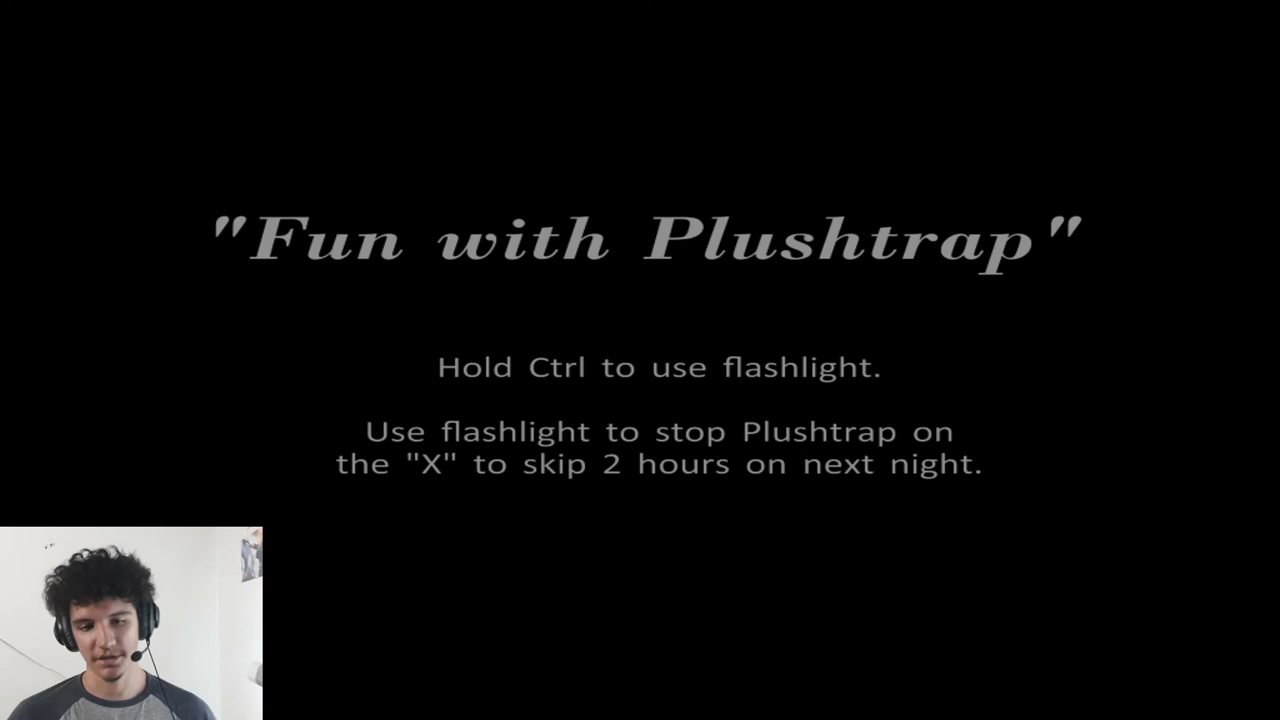 "Fun with Plushtrap"
Hold Ctrl to use flashlight.
Use flashlight to stop Plushtrap on
the "X" to skip 2 hours on next night.